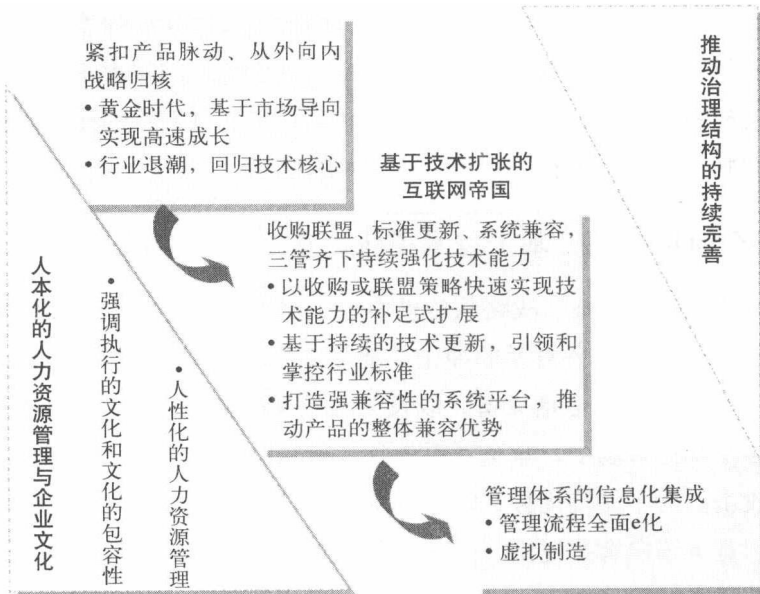 紧扣产品脉动、从外向内
战略归核
• 黄金时代，基于市场导向
实现高速成长
• 行业退潮，回归技术核心
基于技术扩张的
互联网帝国
收购联盟、标准更新、系统兼容，
三管齐下持续强化技术能力
• 以收购或联盟策略快速实现技
术能力的补足式扩展
• 基于持续的技术更新，引领和
掌控行业标准
• 打造强兼容性的系统平台，推
动产品的整体兼容优势
管理体系的信息化集成
• 管理流程全面e化
• 虚拟制造
人本化的人力资源管理与企业文化
• 强调执行的文化和文化的包容性
• 人性化的人力资源管理
推动治理结构的持续完善